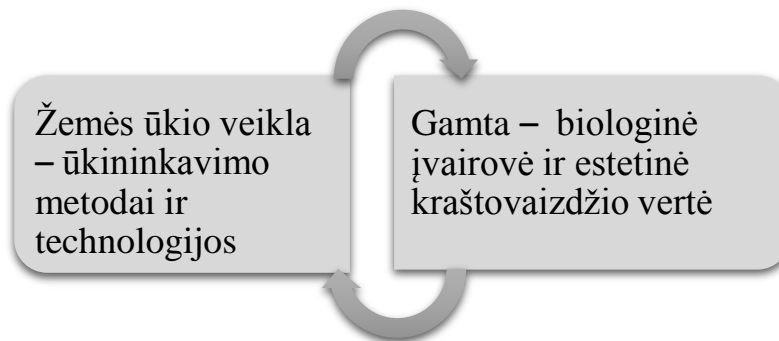 Žemės ūkio veikla
– ūkininkavimo
metodai ir
technologijos
Gamta – biologinė
įvairovė ir estetinė
kraštovaizdžio vertė